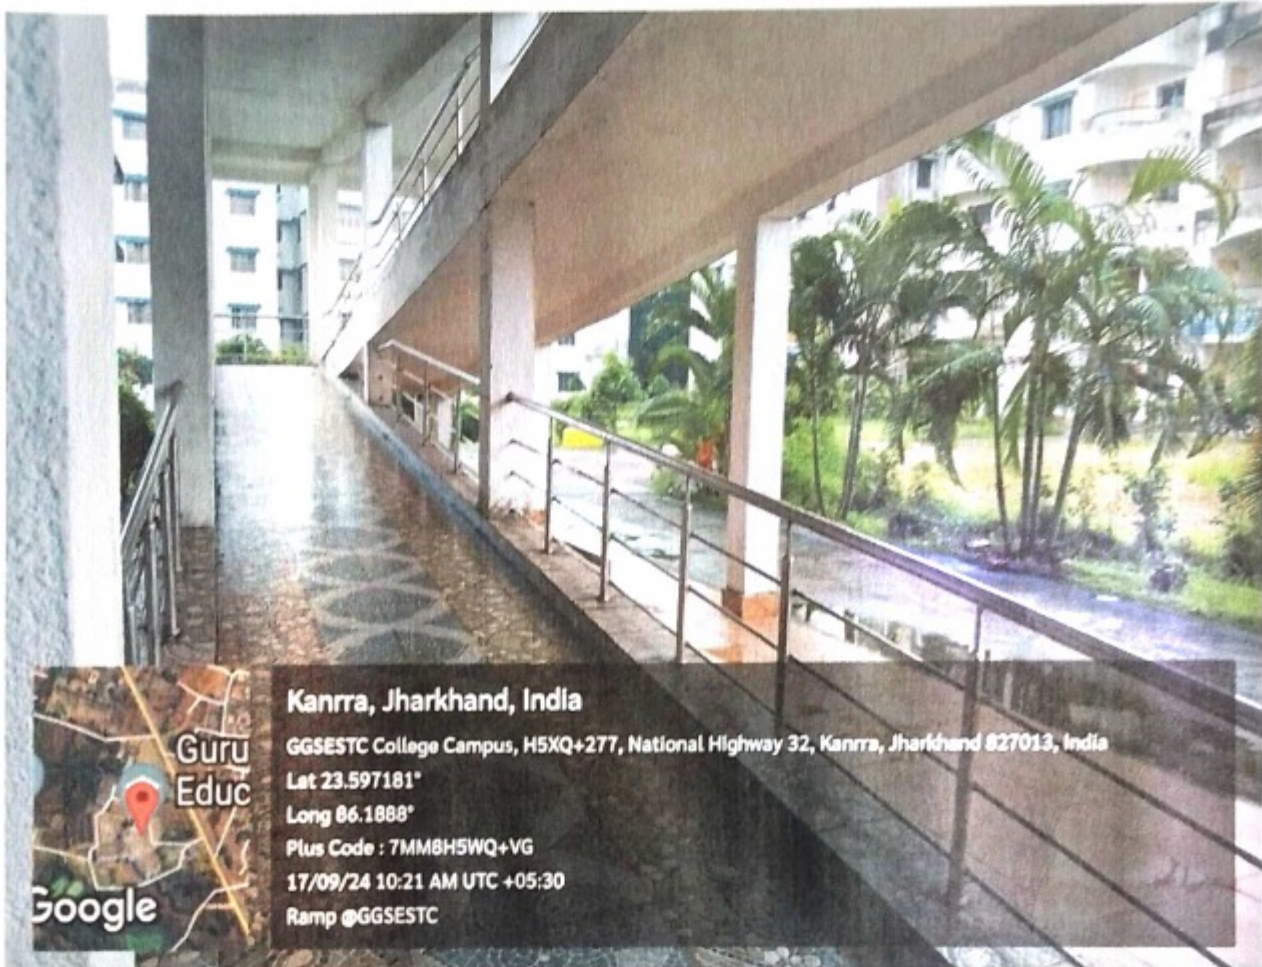 Guru
Educ
Google
Kanrra, Jharkhand, India
GGSESTC College Campus, H5XQ+277, National Highway 32, Kanrra, Jharkhand 827013, India
Lat 23.597181°
Long 86.1888°
Plus Code : 7MM8H5WQ+VG
17/09/24 10:21 AM UTC +05:30
Ramp @GGSESTC